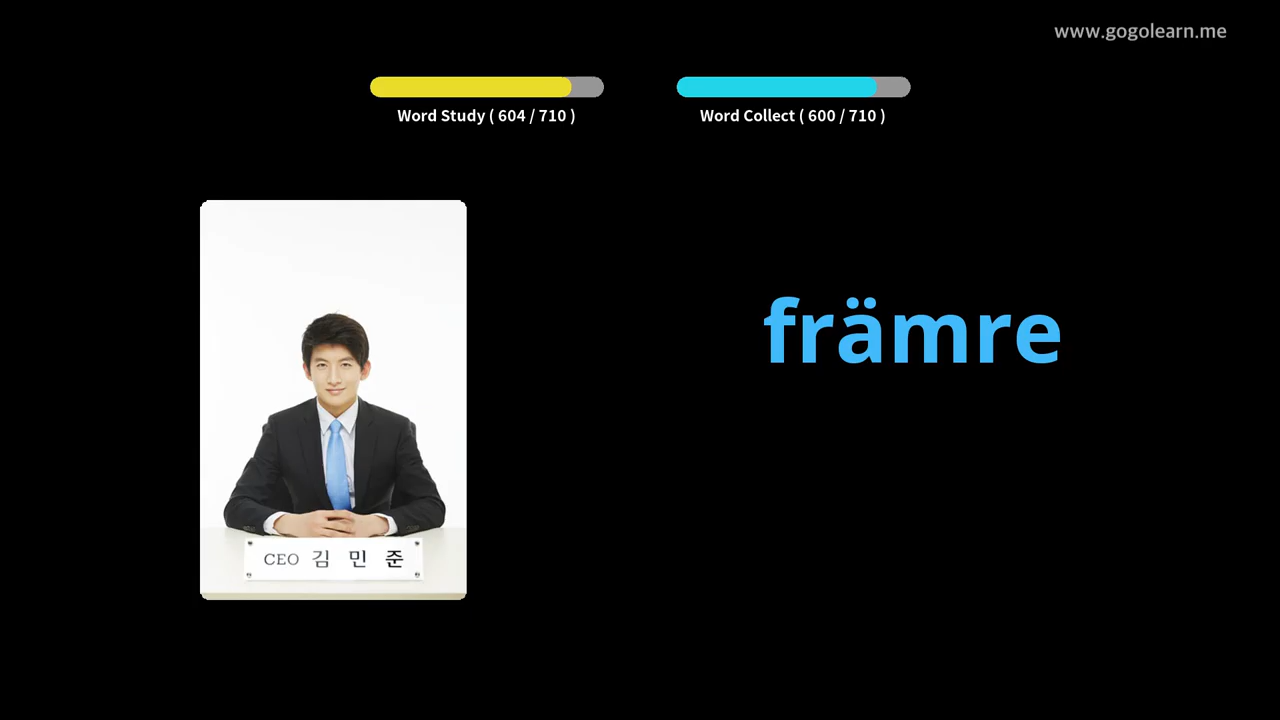 www.gogolearn.me
Word Study ( 604 / 710 )
Word Collect ( 600 / 710 )
främre
CEO 김 민 준